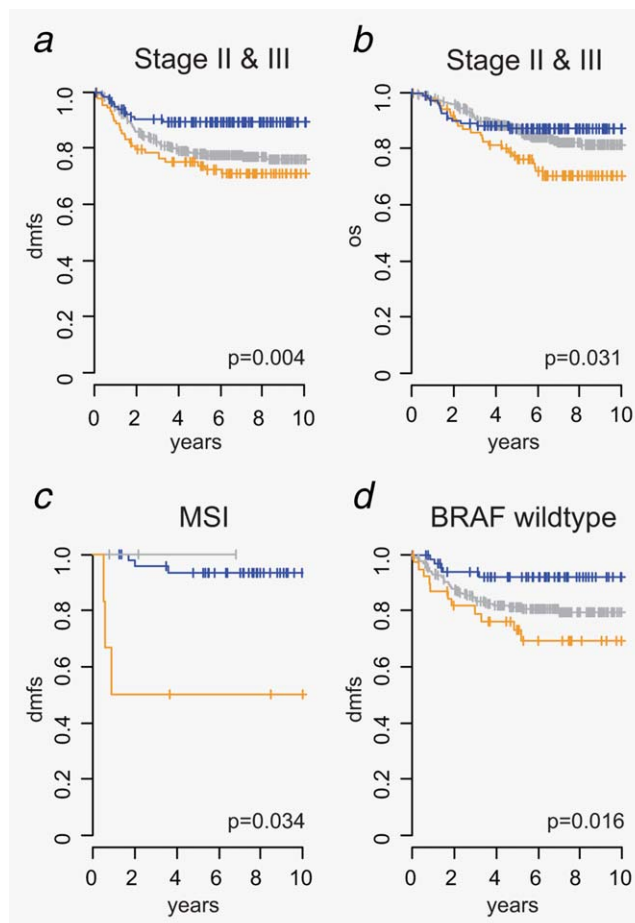 a
Stage II & III
1.0
0.8
0.6
0.4
0.2
0
dmfs
p=0.004
0 2 4 6 8 10
years
b
Stage II & III
1.0
0.8
0.6
0.4
0.2
0
os
p=0.031
0 2 4 6 8 10
years
c
MSI
1.0
0.8
0.6
0.4
0.2
0
dmfs
p=0.034
0 2 4 6 8 10
years
d
BRAF wildtype
1.0
0.8
0.6
0.4
0.2
0
dmfs
p=0.016
0 2 4 6 8 10
years